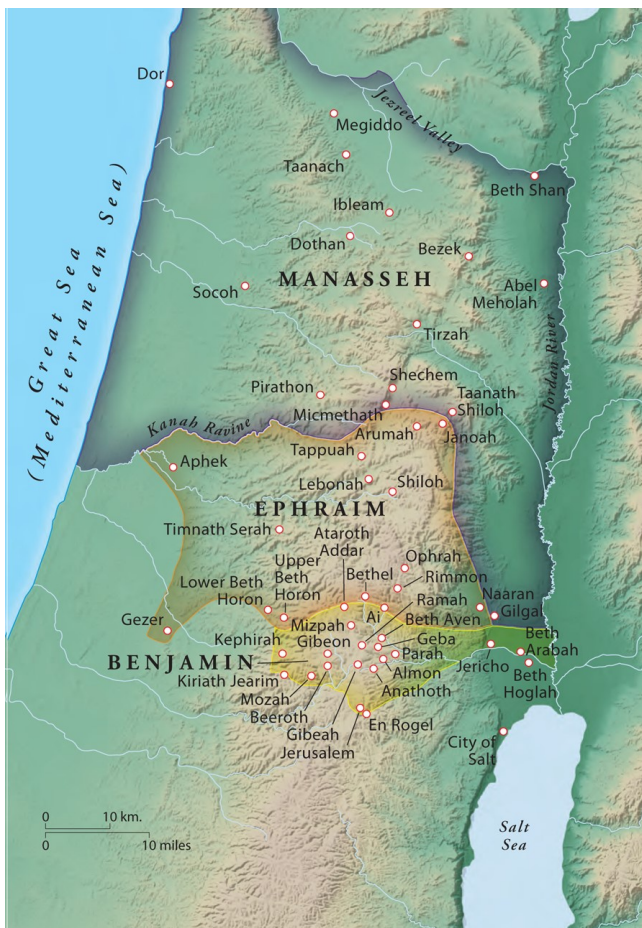 Dor
Jezreel Valley
Megiddo
Taanach
Beth Shan
Ibleam
Dothan
Bezek
MANASSEH
Socoh
Abel
Meholah
Great Sea
(Mediterranean Sea)
Tirzah
Jordan River
Shechem
Pirathon
Taanath
Shiloh
Micmethath
Kanah Ravine
Arumah
Janoah
Tappuah
Aphek
Lebonah
Shiloh
EPHRAIM
Timnath Serah
Ataroth
Addar
Ophrah
Upper
Beth
Horon
Bethel
Rimmon
Lower Beth
Horon
Ramah
Naaran
Ai
Beth Aven
Gilgal
Gezer
Mizpah
Gibeon
Geba
Beth
Arabah
Kephirah
BENJAMIN
Parah
Jericho
Almon
Kiriath Jearim
Anathoth
Beth
Hoglah
Mozah
Beeroth
Gibeah
En Rogel
Jerusalem
City of
Salt
0 10 km.
0 10 miles
Salt
Sea